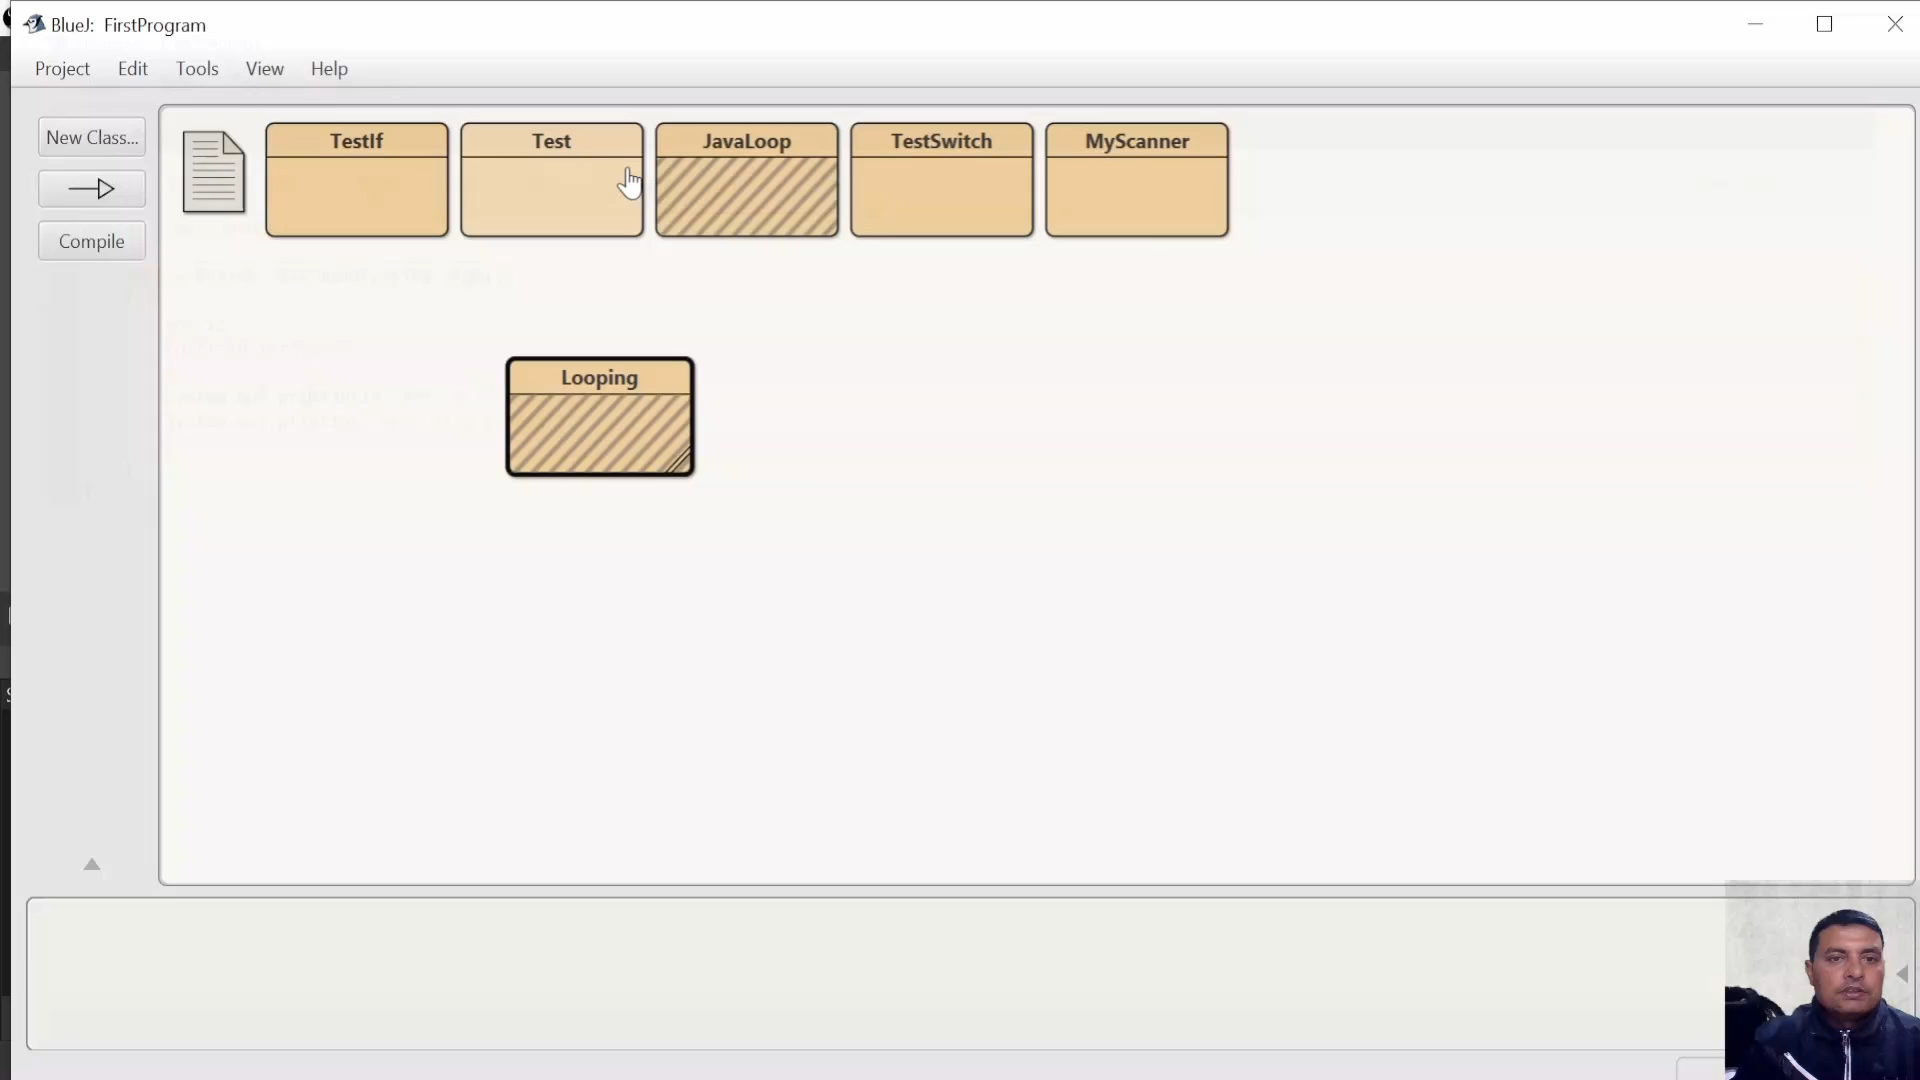 BlueJ: FirstProgram
Project Edit Tools View Help
New Class...
Compile
TestIf
Test
JavaLoop
TestSwitch
MyScanner
Looping